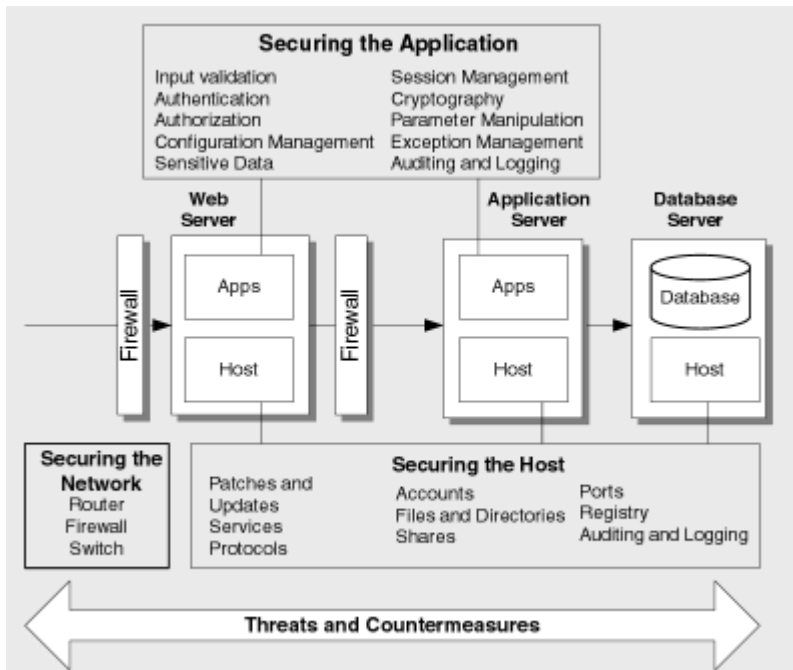 Securing the Application
Input validation
Authentication
Authorization
Configuration Management
Sensitive Data
Session Management
Cryptography
Parameter Manipulation
Exception Management
Auditing and Logging
Web
Server
Application
Server
Database
Server
Firewall
Apps
Host
Firewall
Apps
Host
Database
Host
Securing the
Network
Router
Firewall
Switch
Securing the Host
Patches and
Updates
Services
Protocols
Accounts
Files and Directories
Shares
Ports
Registry
Auditing and Logging
Threats and Countermeasures